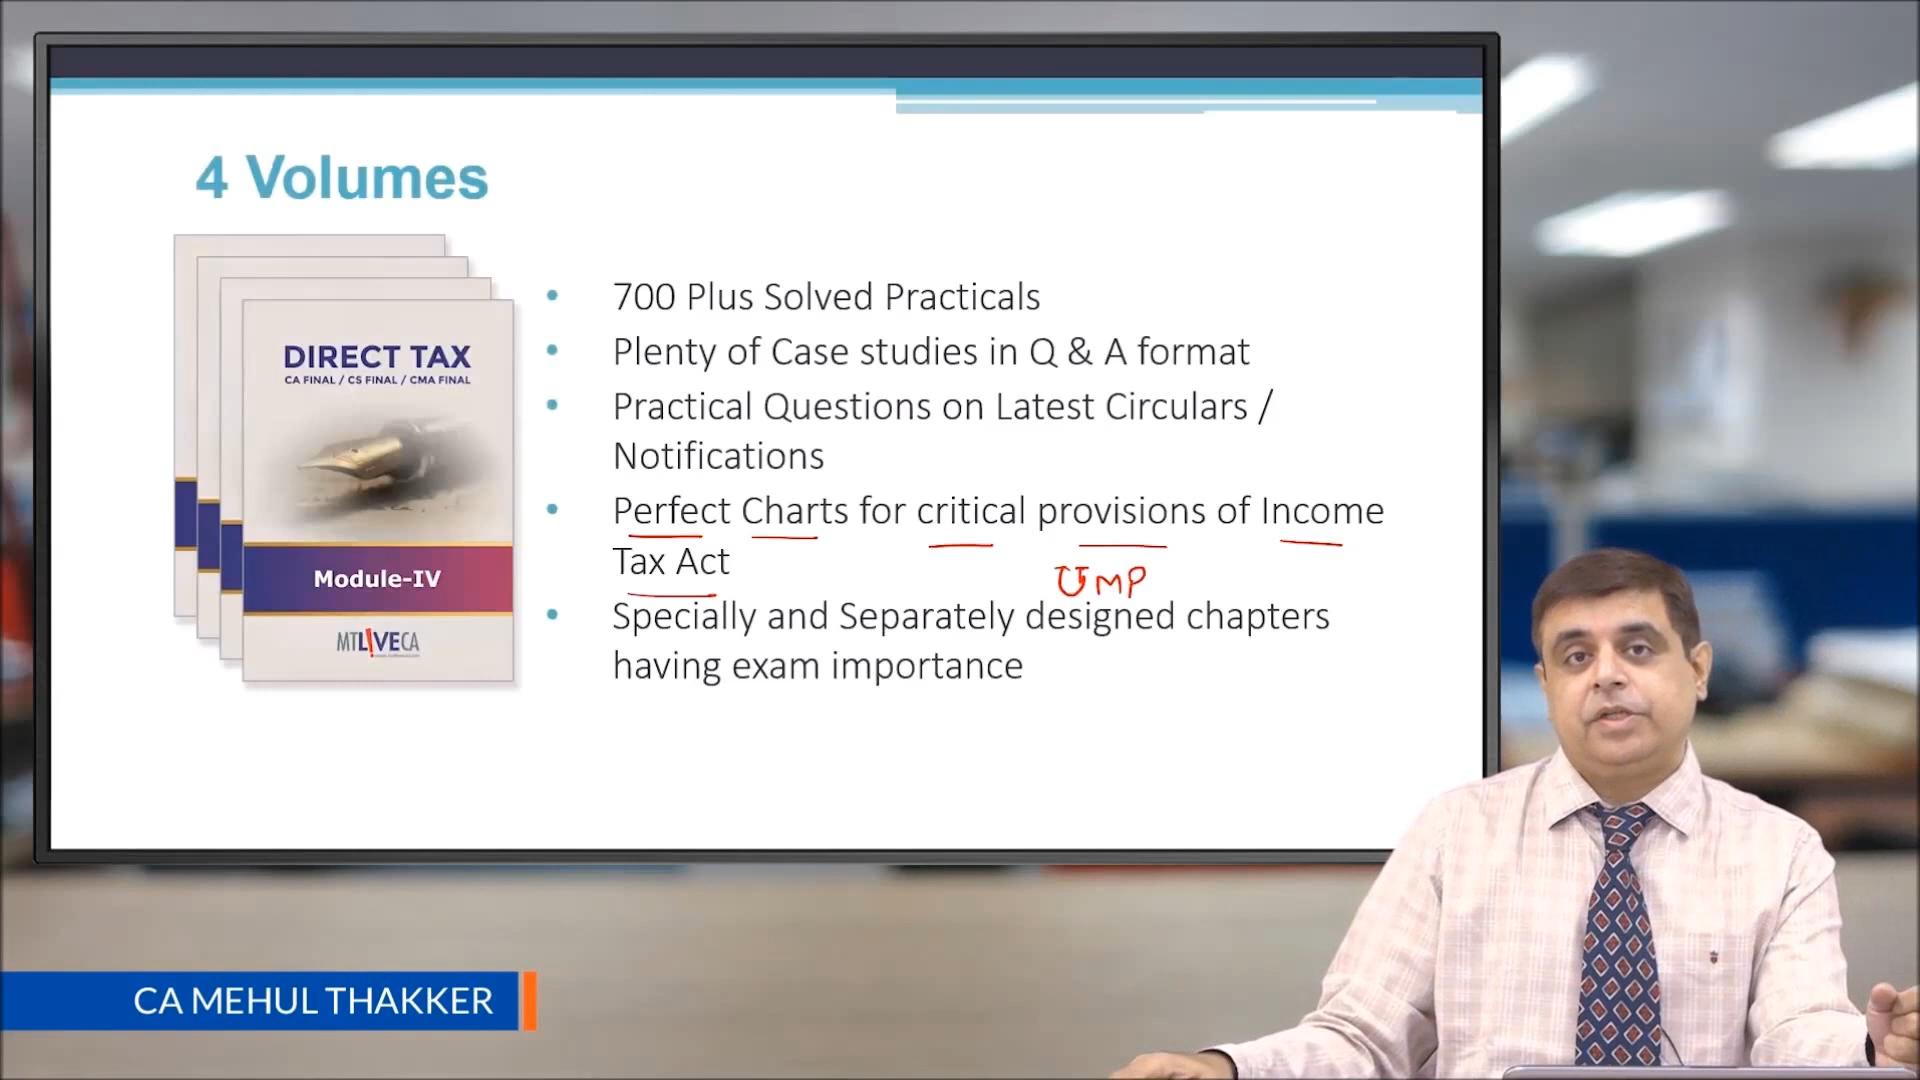 4 Volumes
DIRECT TAX
CA FINAL / CS FINAL / CMA FINAL
Module-IV
MTL!VECA
• 700 Plus Solved Practicals
• Plenty of Case studies in Q & A format
• Practical Questions on Latest Circulars /
Notifications
• Perfect Charts for critical provisions of Income
Tax Act
IMP
• Specially and Separately designed chapters
having exam importance
CA MEHUL THAKKER